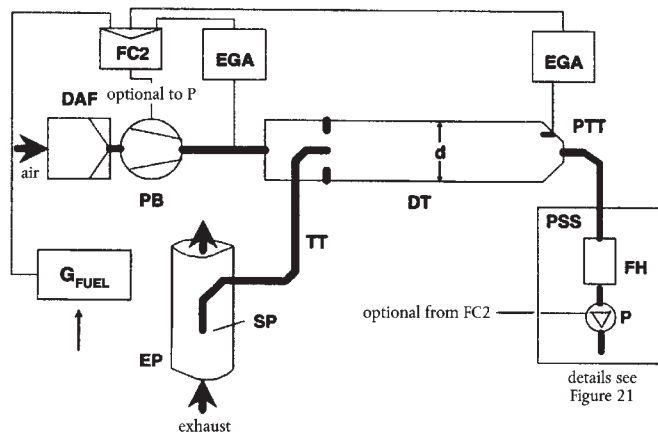 FC2
EGA
EGA
DAF
optional to P
PTT
d
air
PB
DT
PSS
TT
FH
G_FUEL
SP
optional from FC2
P
EP
details see
Figure 21
exhaust